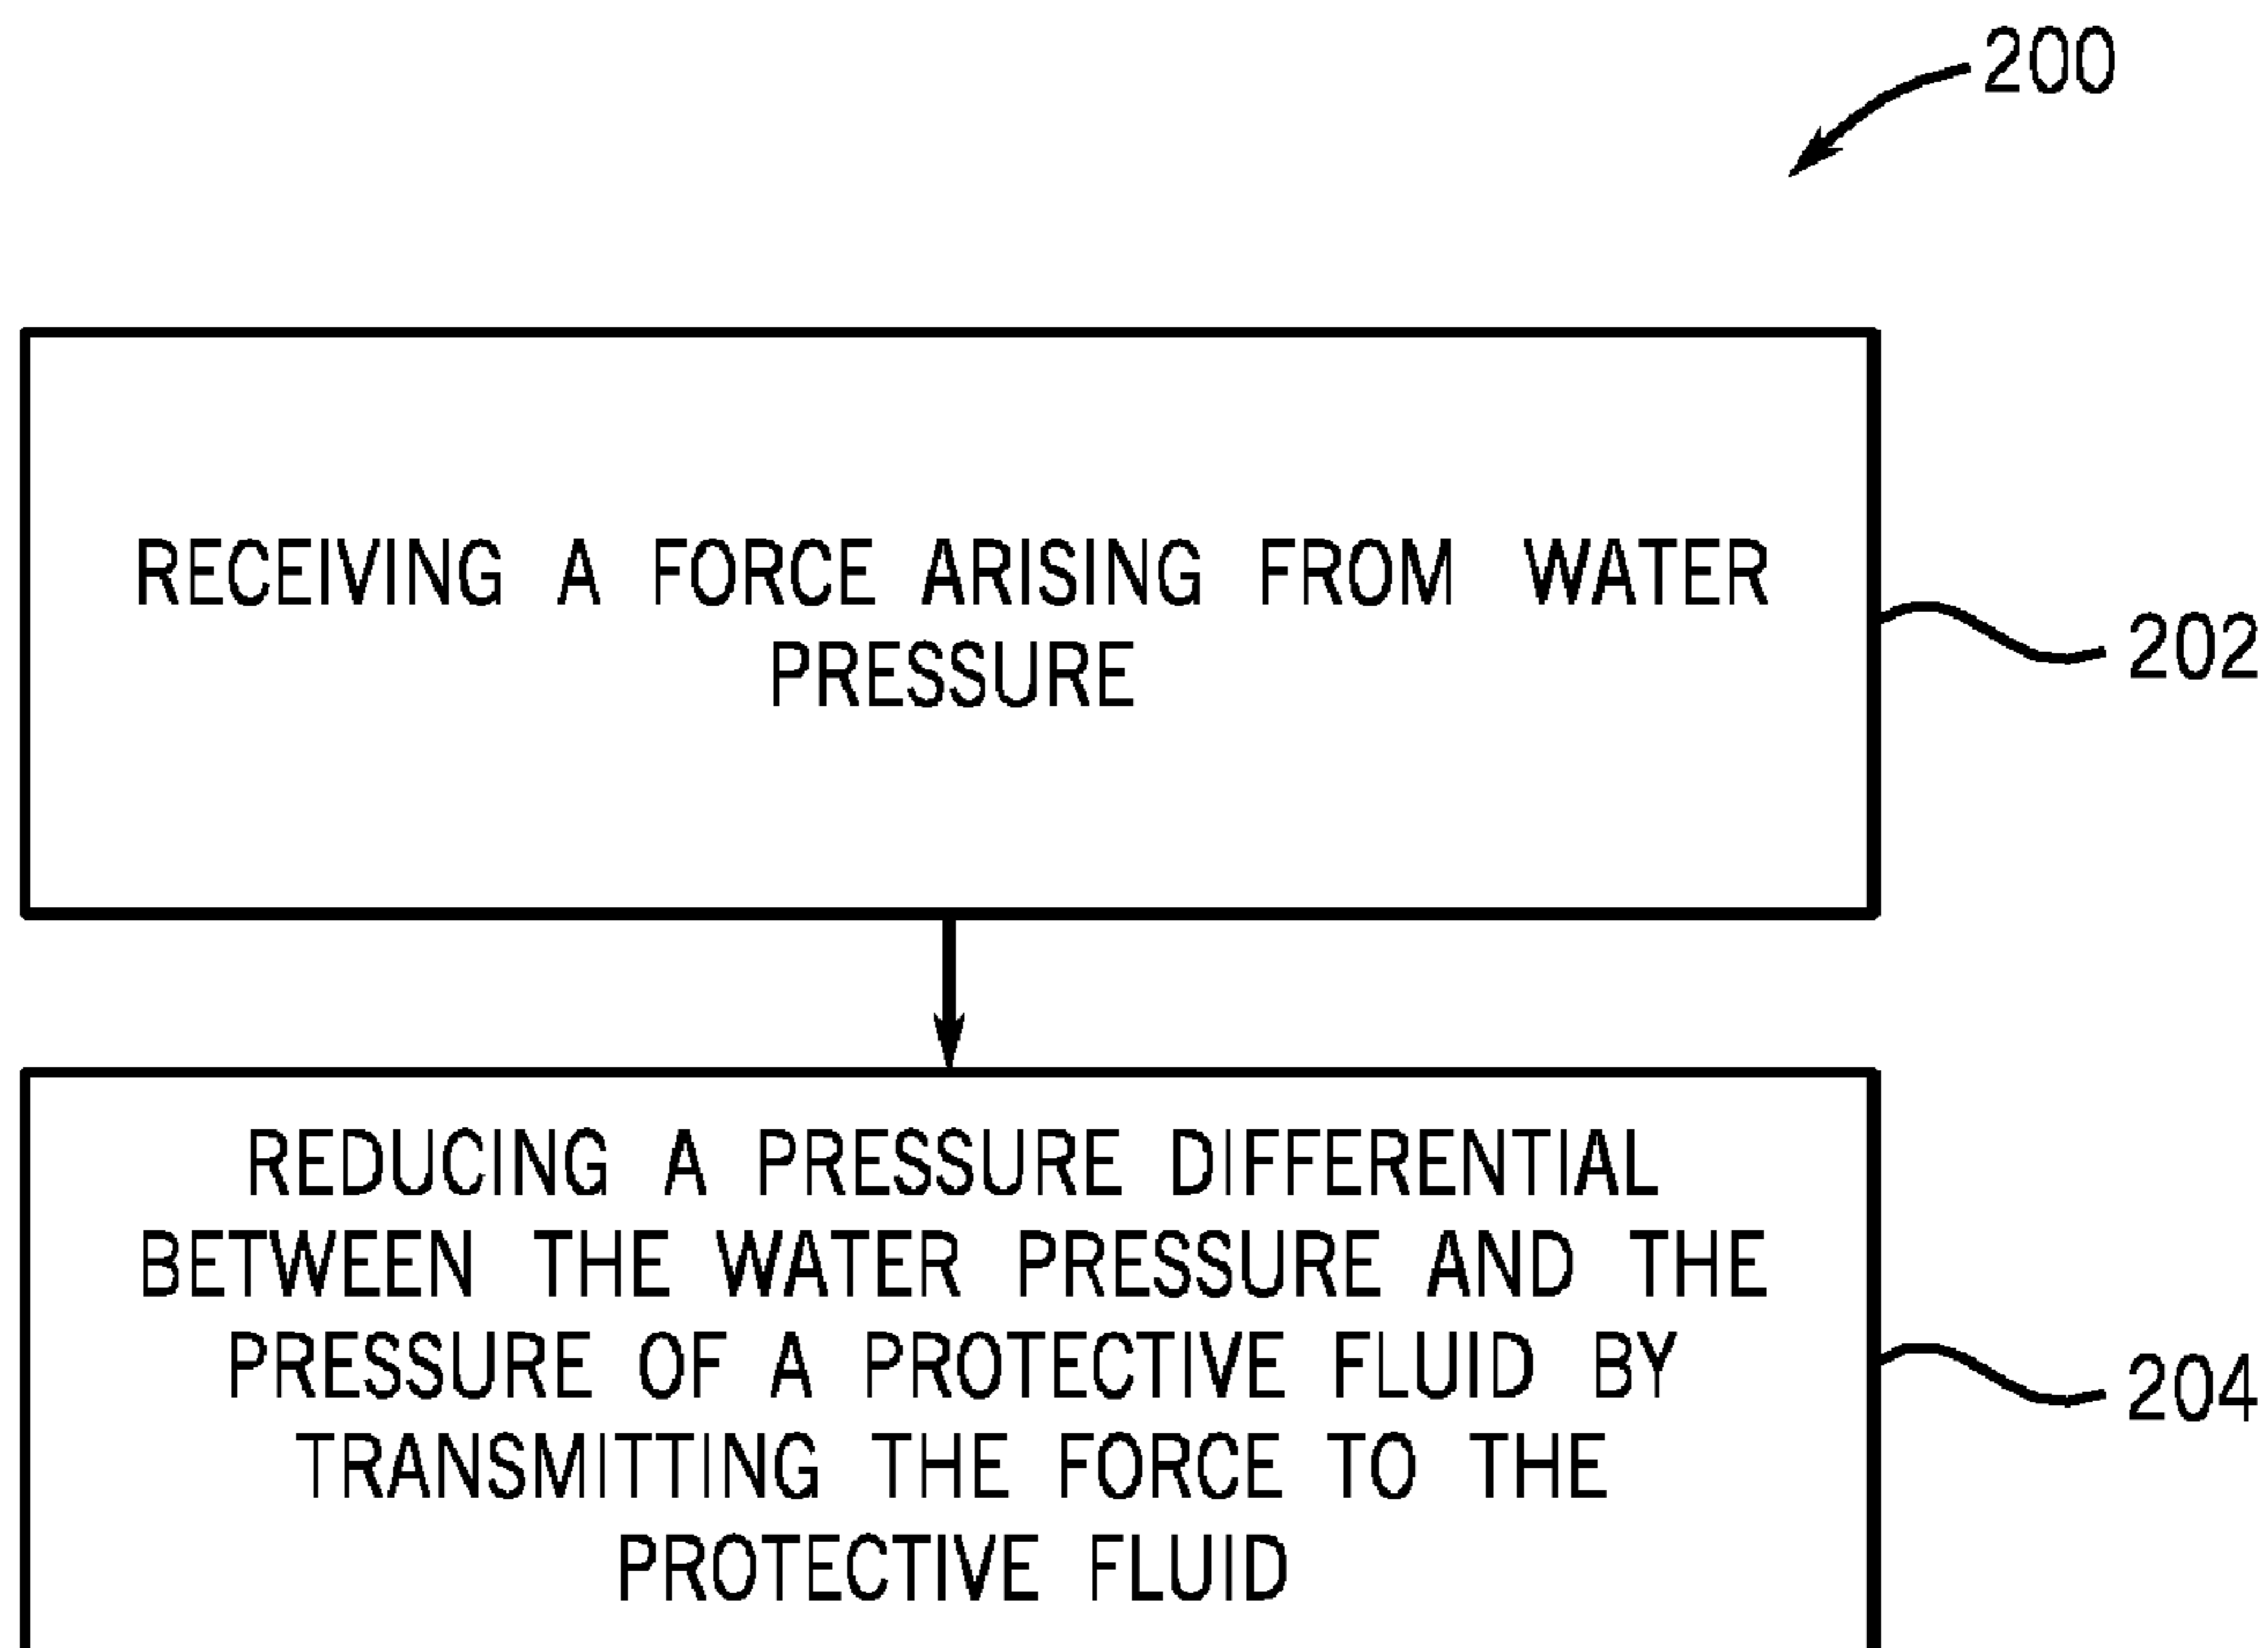 200
RECEIVING A FORCE ARISING FROM WATER
PRESSURE
202
REDUCING A PRESSURE DIFFERENTIAL
BETWEEN THE WATER PRESSURE AND THE
PRESSURE OF A PROTECTIVE FLUID BY
TRANSMITTING THE FORCE TO THE
PROTECTIVE FLUID
204